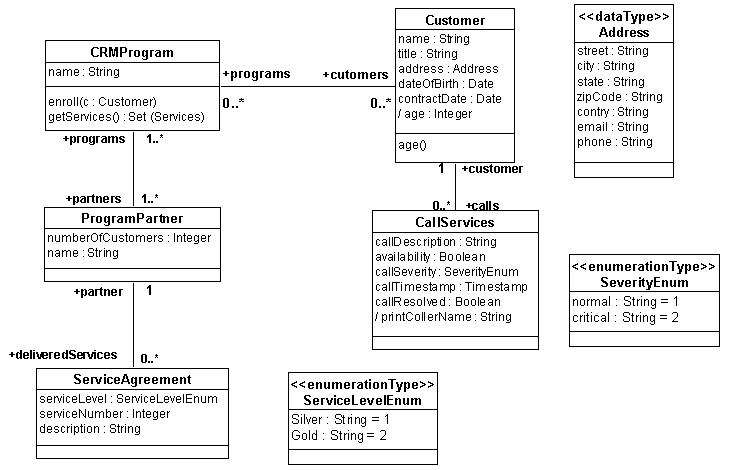 CRMProgram
name : String
enroll(c : Customer)
getServices() : Set (Services)
+programs
+cutomers
0..*
0..*
Customer
name : String
title : String
address : Address
dateOfBirth : Date
contractDate : Date
/ age : Integer
age()
<<dataType>>
Address
street : String
city : String
state : String
zipCode : String
contry : String
email : String
phone : String
+programs
1..*
+partners
1..*
1
+customer
0..*
+calls
ProgramPartner
numberOfCustomers : Integer
name : String
CallServices
callDescription : String
availability : Boolean
callSeverity : SeverityEnum
callTimestamp : Timestamp
callResolved : Boolean
/ printCollerName : String
<<enumerationType>>
SeverityEnum
normal : String = 1
critical : String = 2
+partner
1
+deliveredServices
0..*
ServiceAgreement
serviceLevel : ServiceLevelEnum
serviceNumber : Integer
description : String
<<enumerationType>>
ServiceLevelEnum
Silver : String = 1
Gold : String = 2